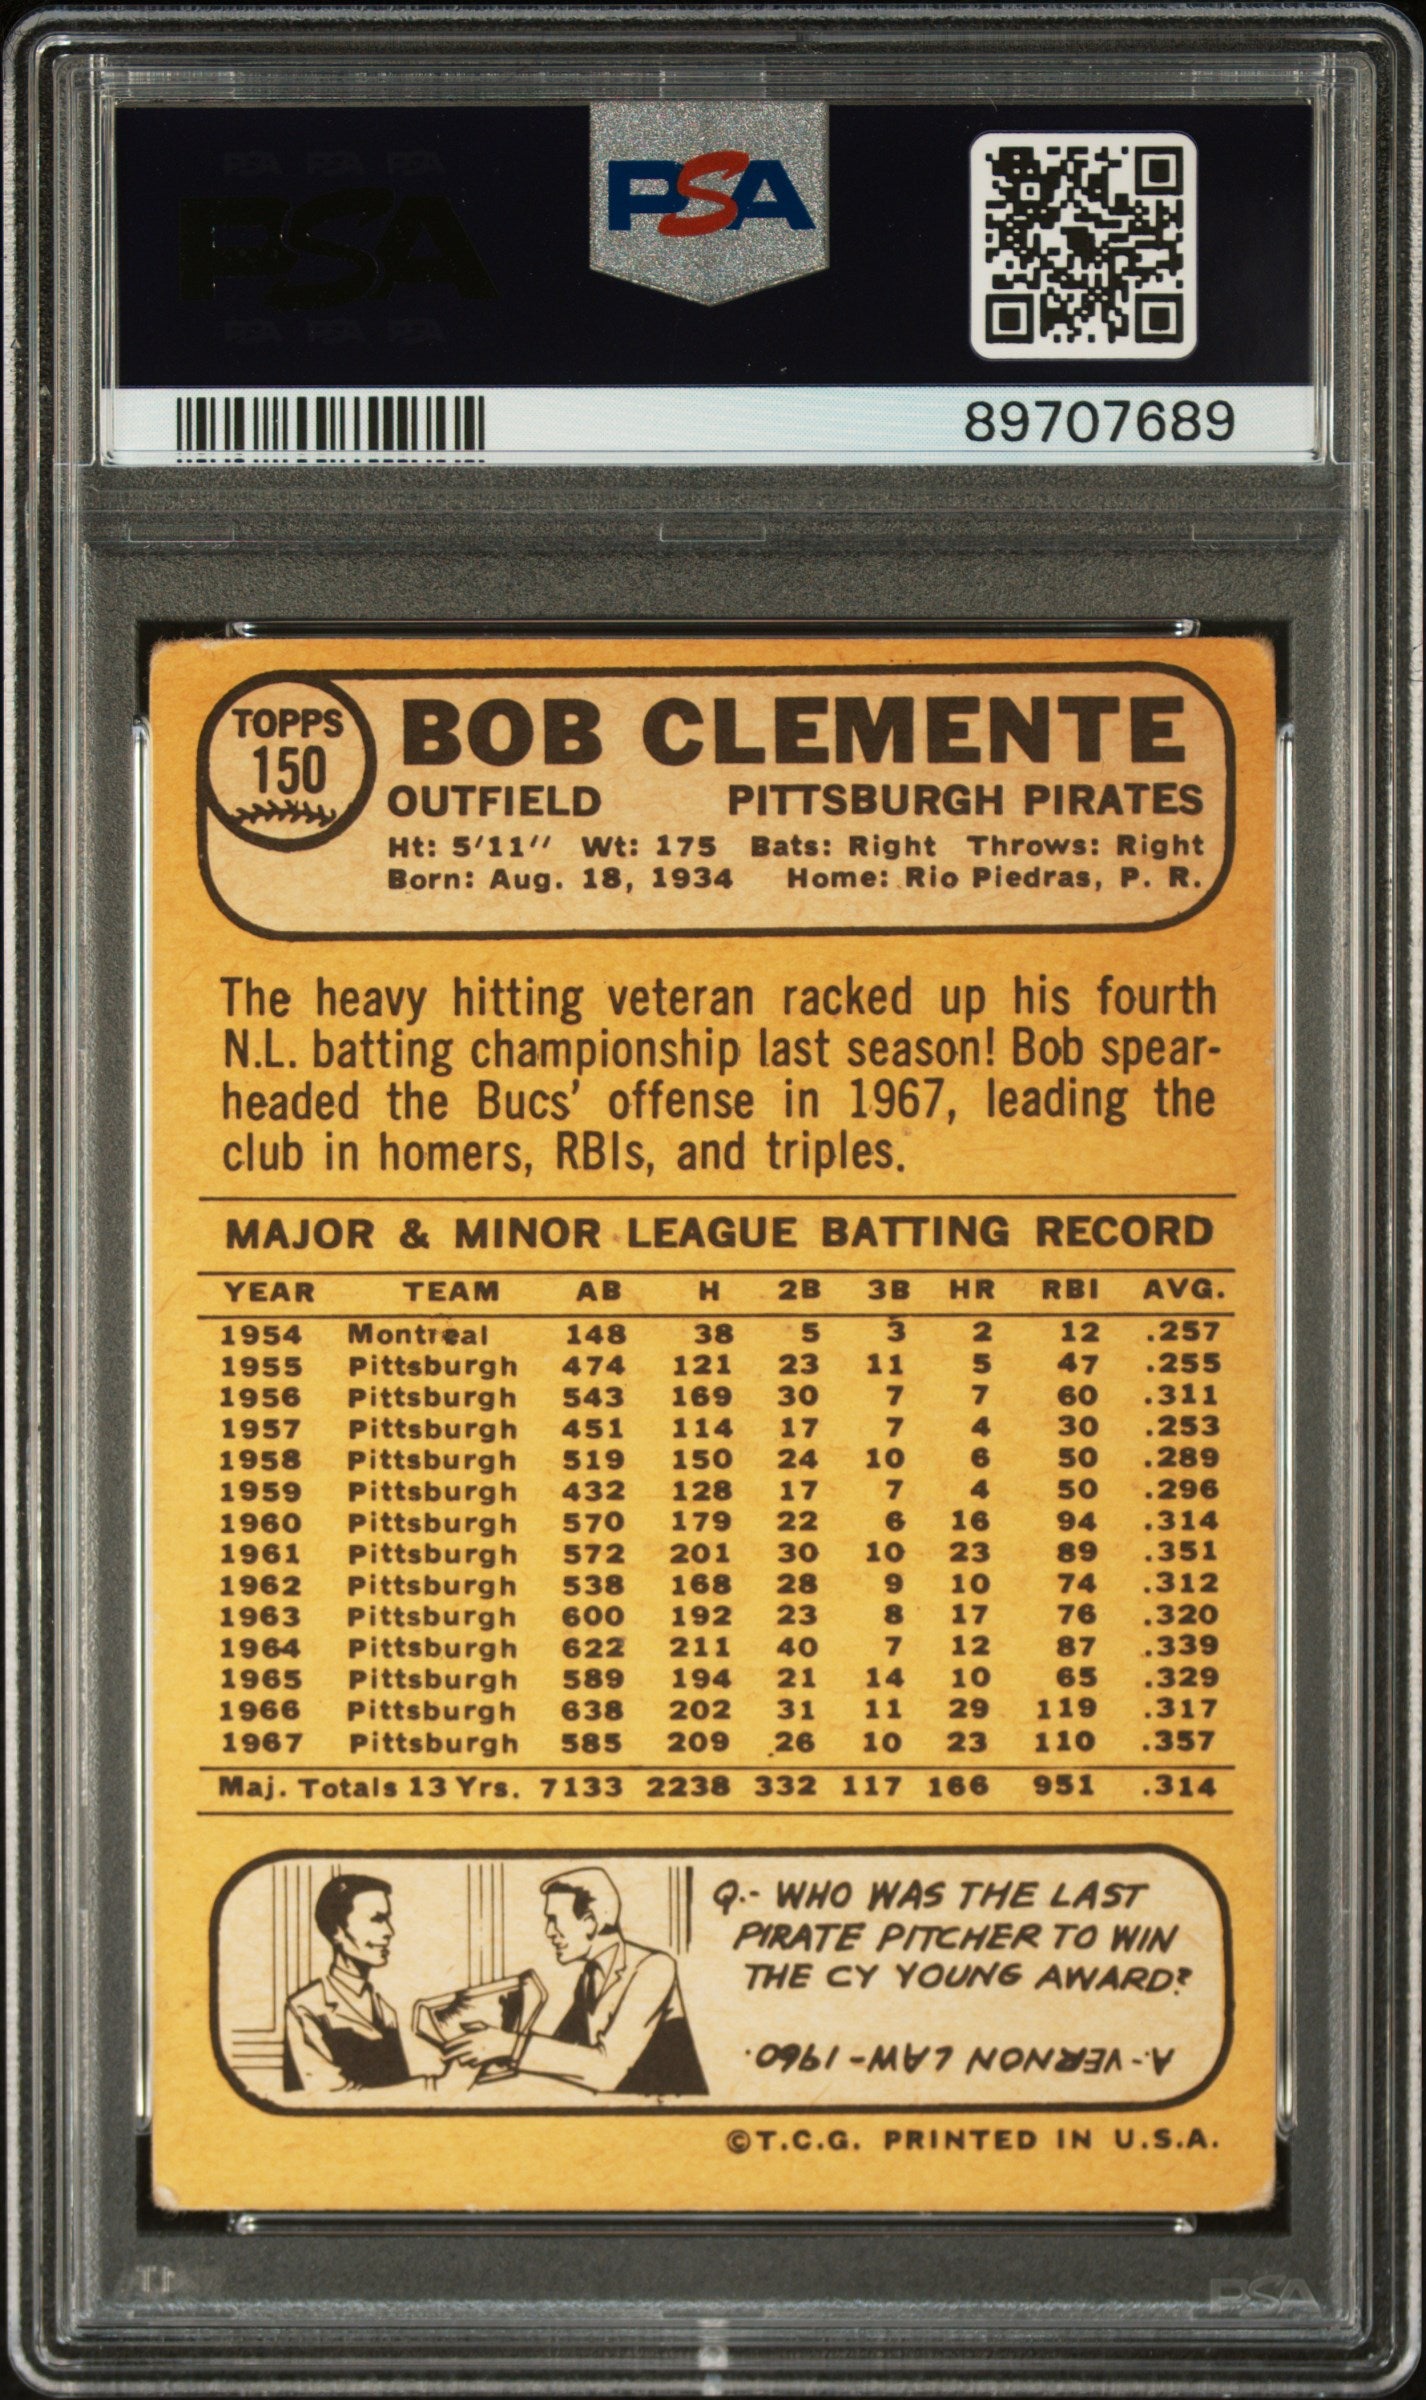 PSA PSA PSA
PSA
PSA PSA PSA
PSA
89707689
TOPPS
150
BOB CLEMENTE
OUTFIELD PITTSBURGH PIRATES
Ht: 5'11" Wt: 175 Bats: Right Throws: Right
Born: Aug. 18, 1934 Home: Rio Piedras, P. R.
The heavy hitting veteran racked up his fourth
N.L. batting championship last season! Bob spear-
headed the Bucs' offense in 1967, leading the
club in homers, RBIs, and triples.
MAJOR & MINOR LEAGUE BATTING RECORD
YEAR TEAM AB H 2B 3B HR RBI AVG.
1954 Montreal 148 38 5 3 2 12 .257
1955 Pittsburgh 474 121 23 11 5 47 .255
1956 Pittsburgh 543 169 30 7 7 60 .311
1957 Pittsburgh 451 114 17 7 4 30 .253
1958 Pittsburgh 519 150 24 10 6 50 .289
1959 Pittsburgh 432 128 17 7 4 50 .296
1960 Pittsburgh 570 179 22 6 16 94 .314
1961 Pittsburgh 572 201 30 10 23 89 .351
1962 Pittsburgh 538 168 28 9 10 74 .312
1963 Pittsburgh 600 192 23 8 17 76 .320
1964 Pittsburgh 622 211 40 7 12 87 .339
1965 Pittsburgh 589 194 21 14 10 65 .329
1966 Pittsburgh 638 202 31 11 29 119 .317
1967 Pittsburgh 585 209 26 10 23 110 .357
Maj. Totals 13 Yrs. 7133 2238 332 117 166 951 .314
Q.- WHO WAS THE LAST
PIRATE PITCHER TO WIN
THE CY YOUNG AWARD?
A.- VERNON LAW- 1960.
©T.C.G. PRINTED IN U.S.A.
PSA